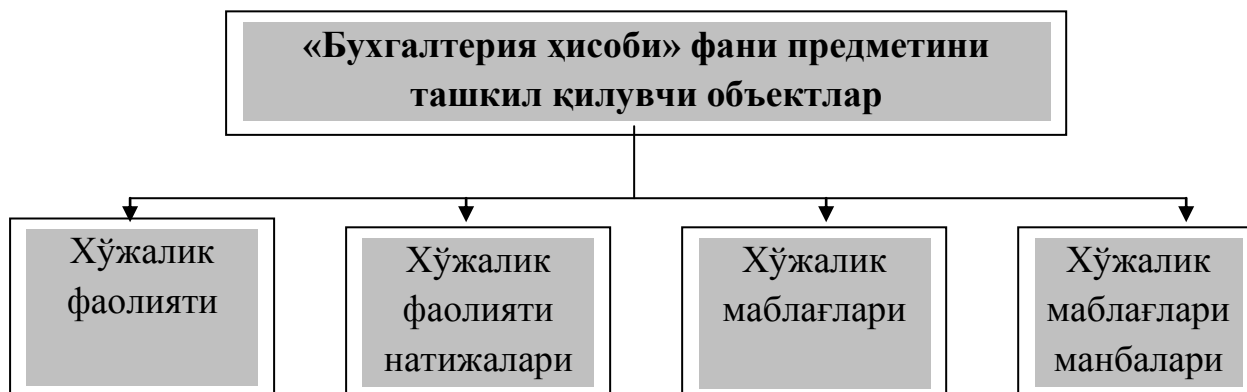 «Бухгалтерия ҳисоби» фани предметини
ташкил қилувчи объектлар
Хўжалик
фаолияти
Хўжалик
фаолияти
натижалари
Хўжалик
маблағлари
Хўжалик
маблағлари
манбалари